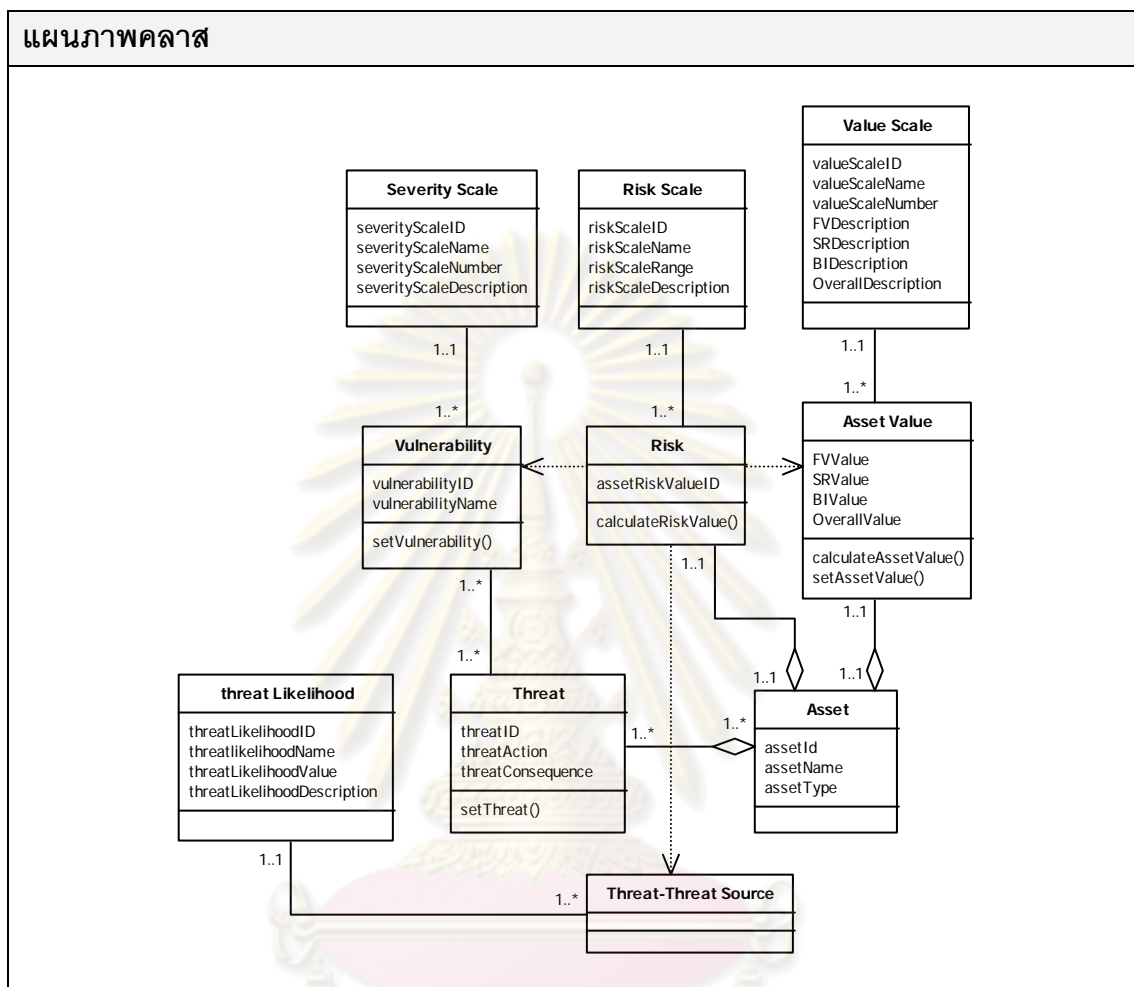 แผนภาพคลาส
Value Scale
valueScaleID
valueScaleName
valueScaleNumber
FVDescription
SRDescription
BIDescription
OverallDescription
Severity Scale
severityScaleID
severityScaleName
severityScaleNumber
severityScaleDescription
Risk Scale
riskScaleID
riskScaleName
riskScaleRange
riskScaleDescription
1..1
1..1
1..1
1..*
1..*
1..*
Vulnerability
vulnerabilityID
vulnerabilityName
setVulnerability()
Risk
assetRiskValueID
calculateRiskValue()
Asset Value
FVValue
SRValue
BIValue
OverallValue
calculateAssetValue()
setAssetValue()
1..*
1..1
1..1
1..*
1..1
1..1
threat Likelihood
threatLikelihoodID
threatlikelihoodName
threatLikelihoodValue
threatLikelihoodDescription
Threat
threatID
threatAction
threatConsequence
setThreat()
1..*
1..*
Asset
assetId
assetName
assetType
1..1
1..*
Threat-Threat Source